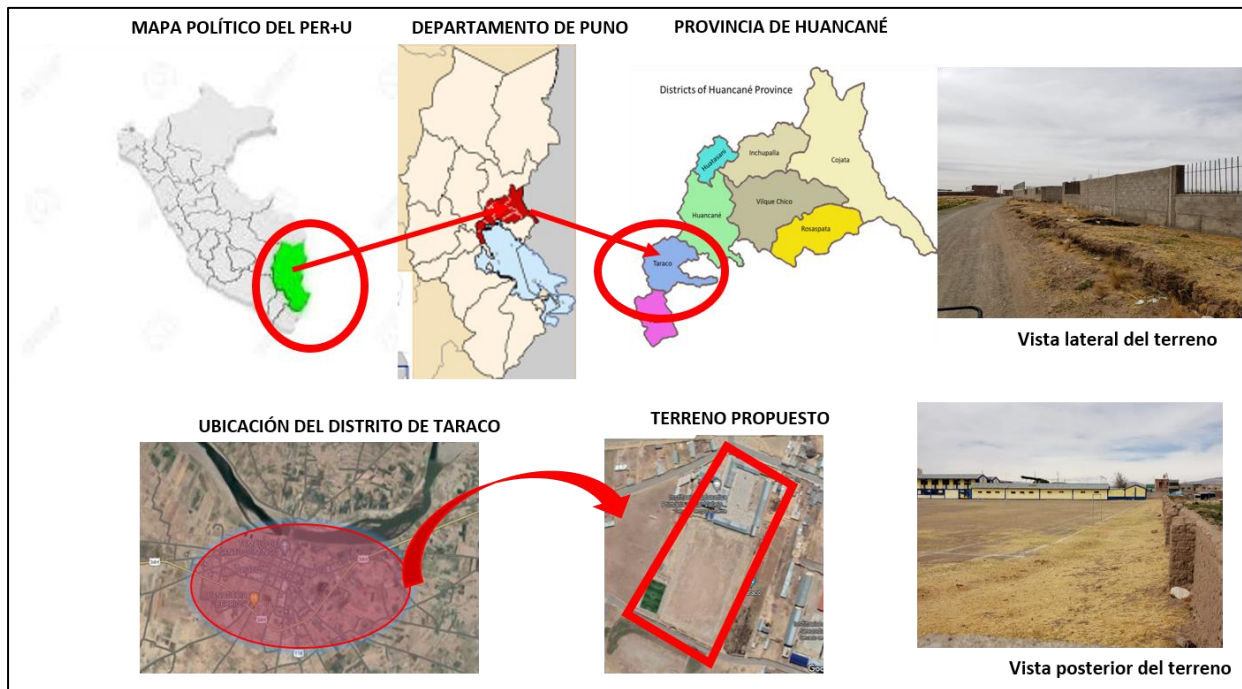 MAPA POLÍTICO DEL PER+U
DEPARTAMENTO DE PUNO
PROVINCIA DE HUANCANÉ
Districts of Huancané Province
Huatasani
Inchupalla
Cojata
Huancané
Vilque Chico
Rosaspata
Taraco
Vista lateral del terreno
UBICACIÓN DEL DISTRITO DE TARACO
TERRENO PROPUESTO
Vista posterior del terreno